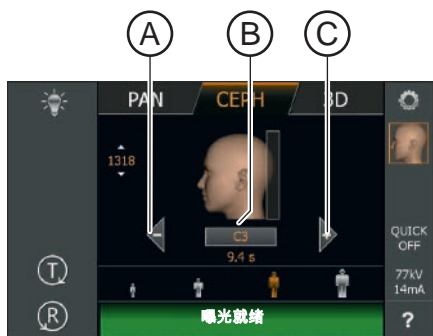 A B C
PAN CEPH 3D
1318
C3
9.4 s
QUICK
OFF
77kV
14mA
T
R
曝光就绪
?